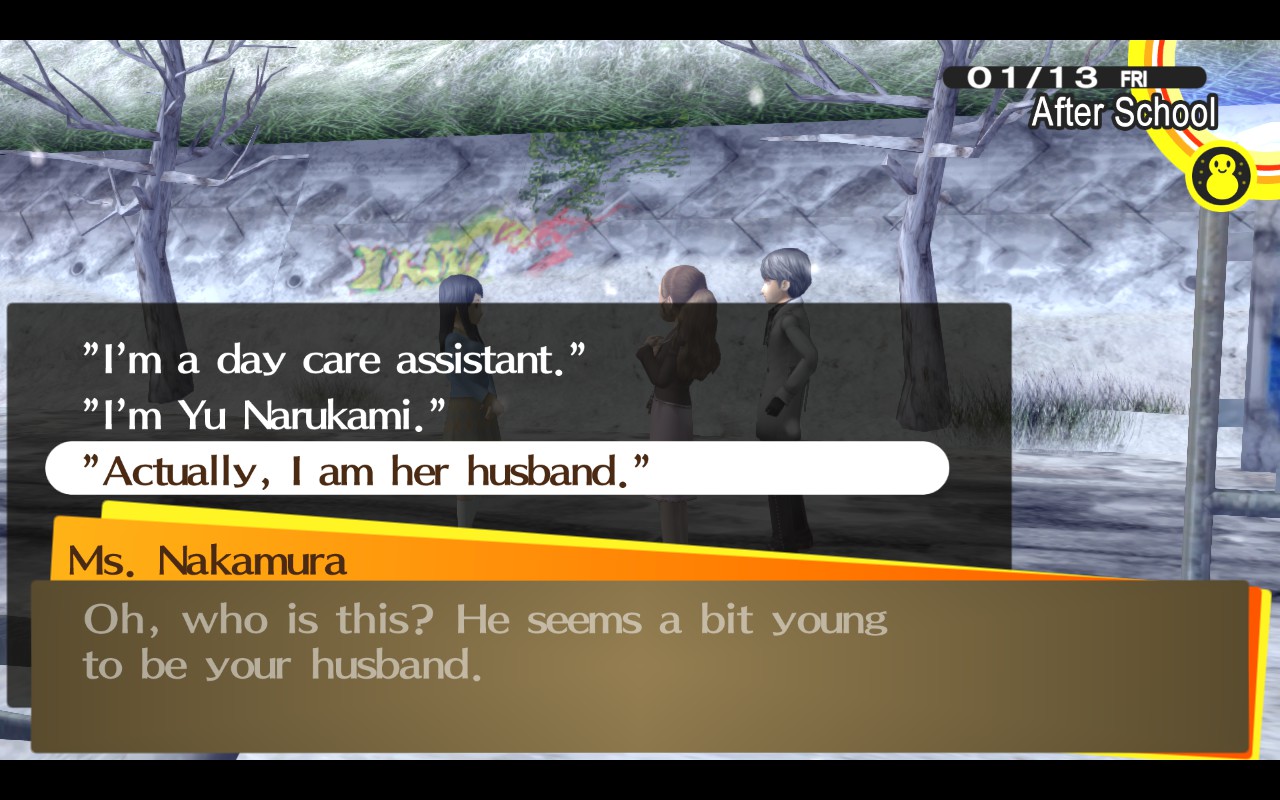 01/13 FRI
After School
"I'm a day care assistant."
"I'm Yu Narukami."
"Actually, I am her husband."
Ms. Nakamura
Oh, who is this? He seems a bit young
to be your husband.